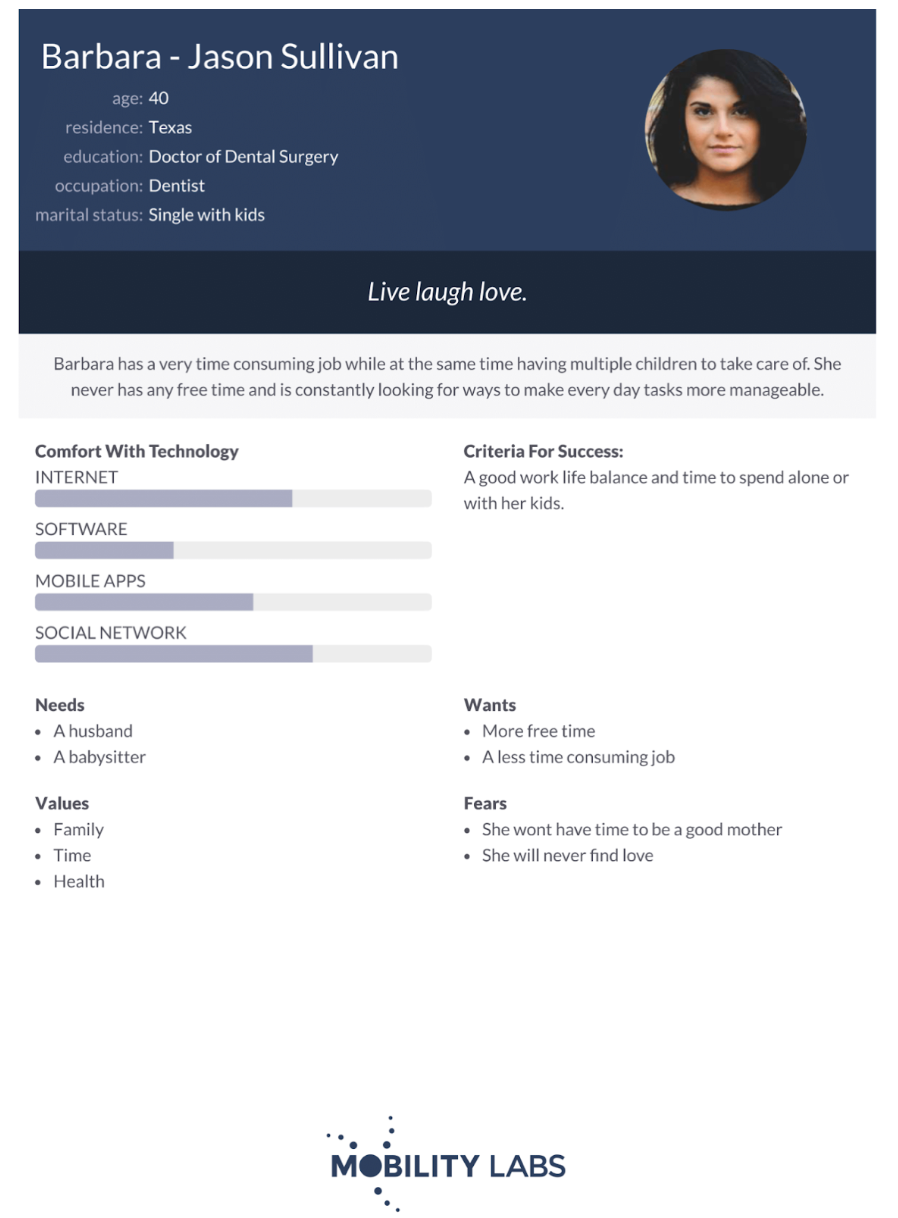 Barbara - Jason Sullivan
age: 40
residence: Texas
education: Doctor of Dental Surgery
occupation: Dentist
marital status: Single with kids
Live laugh love.
Barbara has a very time consuming job while at the same time having multiple children to take care of. She
never has any free time and is constantly looking for ways to make every day tasks more manageable.
Comfort With Technology
INTERNET
SOFTWARE
MOBILE APPS
SOCIAL NETWORK
Criteria For Success:
A good work life balance and time to spend alone or
with her kids.
Needs
• A husband
• A babysitter
Wants
• More free time
• A less time consuming job
Values
• Family
• Time
• Health
Fears
• She wont have time to be a good mother
• She will never find love
MOBILITY LABS